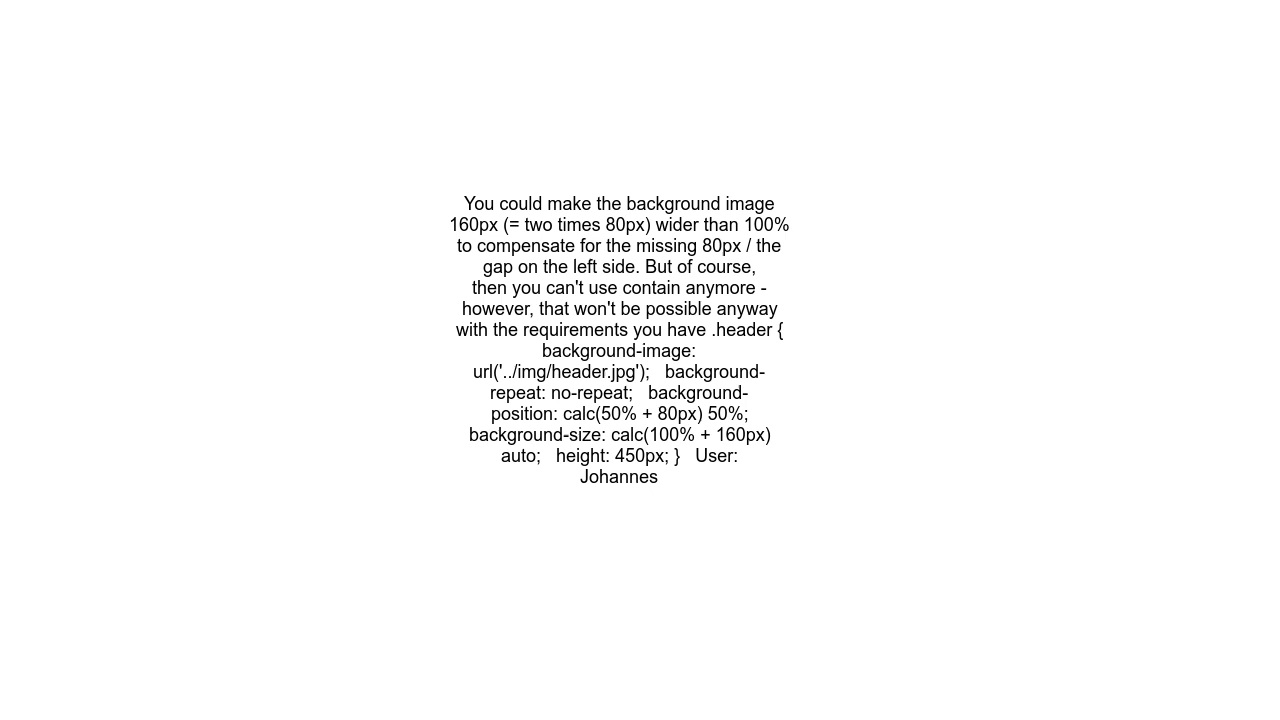 You could make the background image
160px (= two times 80px) wider than 100%
to compensate for the missing 80px / the
gap on the left side. But of course,
then you can't use contain anymore -
however, that won't be possible anyway
with the requirements you have .header {
background-image:
url('../img/header.jpg');   background-
repeat: no-repeat;   background-
position: calc(50% + 80px) 50%;
background-size: calc(100% + 160px)
auto;   height: 450px; }   User:
Johannes